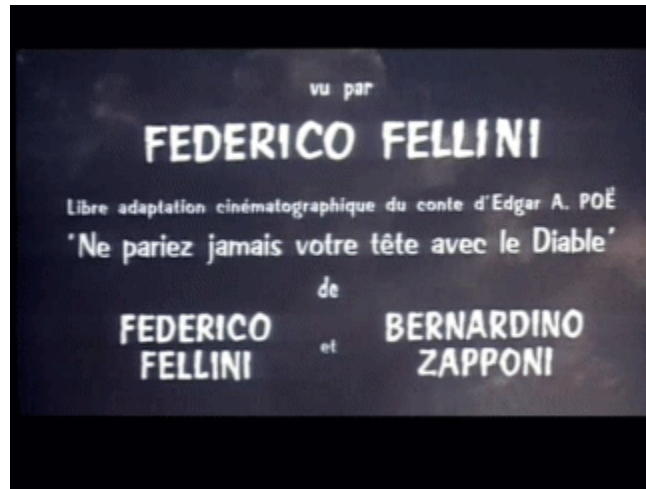 vu par
FEDERICO FELLINI
Libre adaptation cinématographique du conte d'Edgar A. POË
'Ne pariez jamais votre tête avec le Diable'
de
FEDERICO FELLINI
et
BERNARDINO ZAPPONI